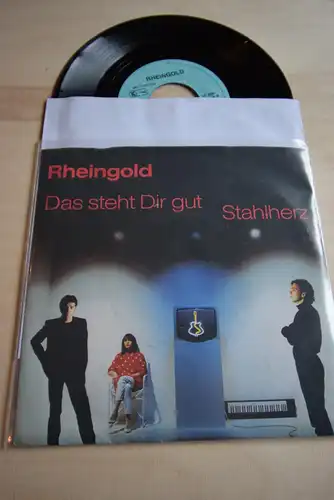 RHEINGOLD
Rheingold
Das steht Dir gut Stahlherz